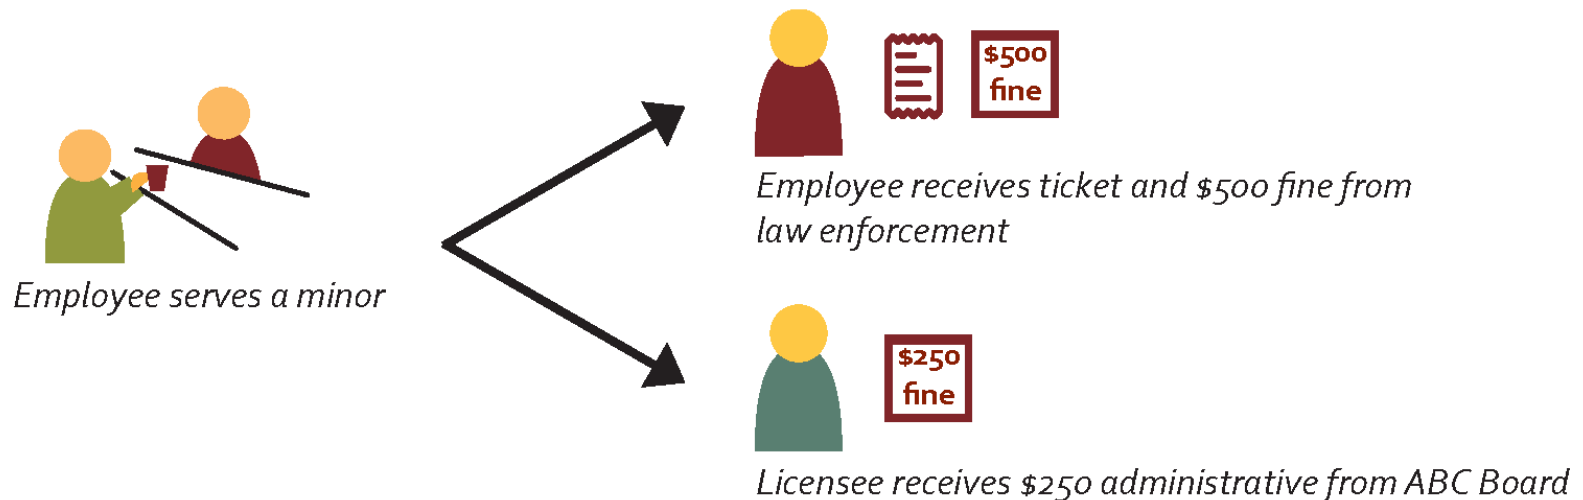 $500
fine
Employee receives ticket and $500 fine from
law enforcement
Employee serves a minor
$250
fine
Licensee receives $250 administrative from ABC Board